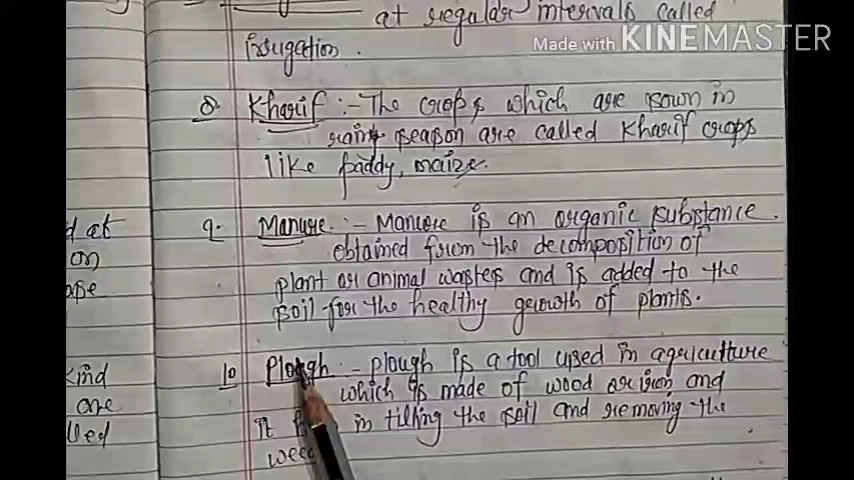 at regular intervals called
irrigation.
Made with KINEMASTER
8. Kharif :- The crops which are sown in
rainy season are called Kharif crops
like paddy, maize.
9. Manure :- Manure is an organic substance
obtained form the decomposition of
plant or animal wastes and is added to the
soil for the healthy growth of plants.
10 Plough :- Plough is a tool used in agriculture
which is made of wood or iron and
It in tilling the soil and removing the
d at
on
kind
are
lled